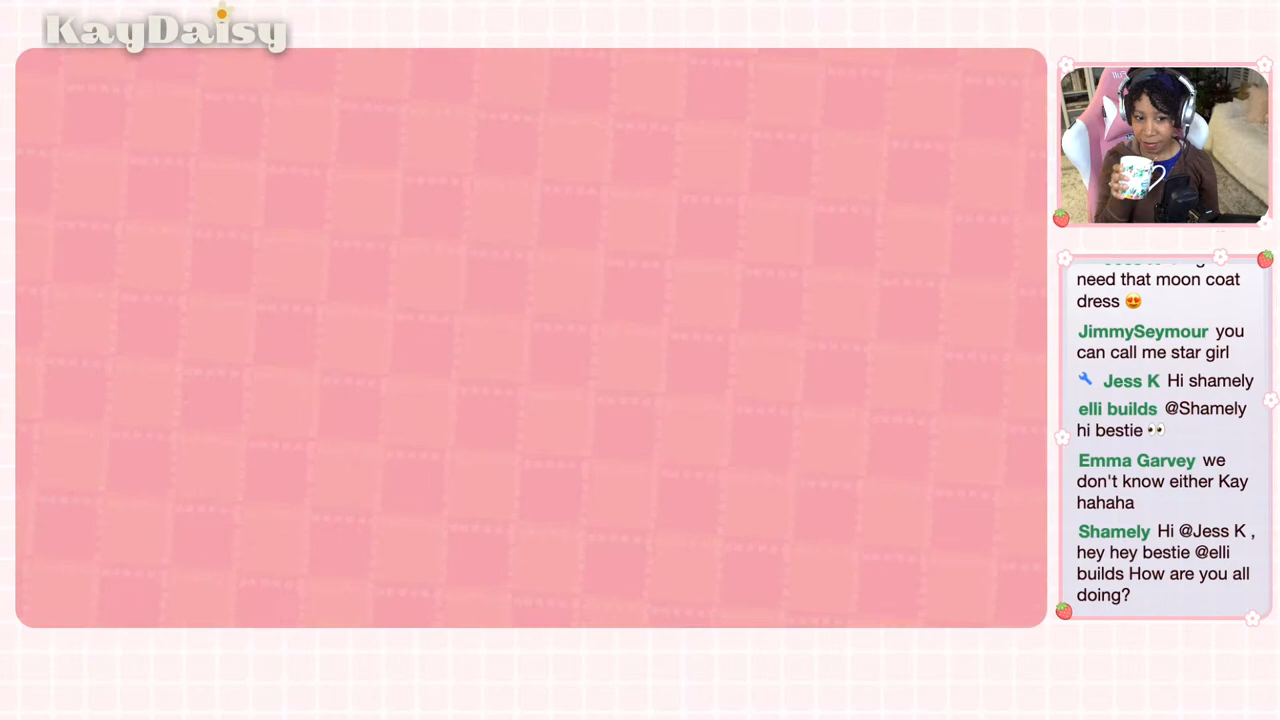 KayDaisy
need that moon coat
dress 😍
JimmySeymour you
can call me star girl
Jess K Hi shamely
elli builds @Shamely
hi bestie 👀
Emma Garvey we
don't know either Kay
hahaha
Shamely Hi @Jess K ,
hey hey bestie @elli
builds How are you all
doing?